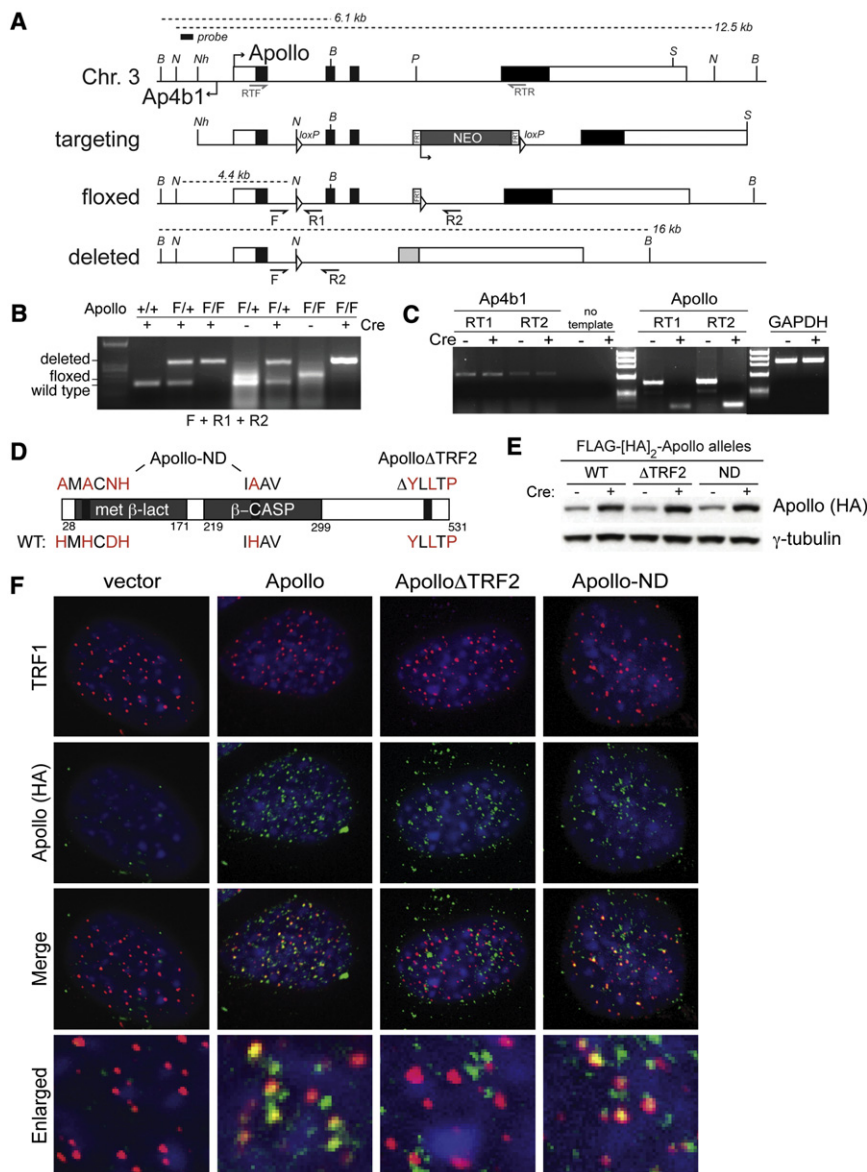 A
6.1 kb
12.5 kb
probe
B N Nh Apollo B P S N B
Chr. 3
Ap4b1
RTF RTR
targeting
Nh N loxP B FRT NEO FRT loxP S
floxed
B N 4.4 kb N B FRT B
F R1 R2
deleted
B N N 16 kb B
F R2
B
Apollo +/+ F/+ F/F F/+ F/+ F/F F/F
+ + + - + - + Cre
deleted
floxed
wild type
F + R1 + R2
C
Ap4b1 no template Apollo
RT1 RT2 RT1 RT2 GAPDH
Cre - + - + - + - + - + - +
D
Apollo-ND ApolloΔTRF2
AMACNH IAAV ΔYLLTP
met β-lact β-CASP
28 171 219 299 531
WT: HMHCDH IHAV YLLTP
E
FLAG-[HA]2-Apollo alleles
WT ΔTRF2 ND
Cre: - + - + - +
Apollo (HA)
γ-tubulin
F
vector Apollo ApolloΔTRF2 Apollo-ND
TRF1
Apollo (HA)
Merge
Enlarged